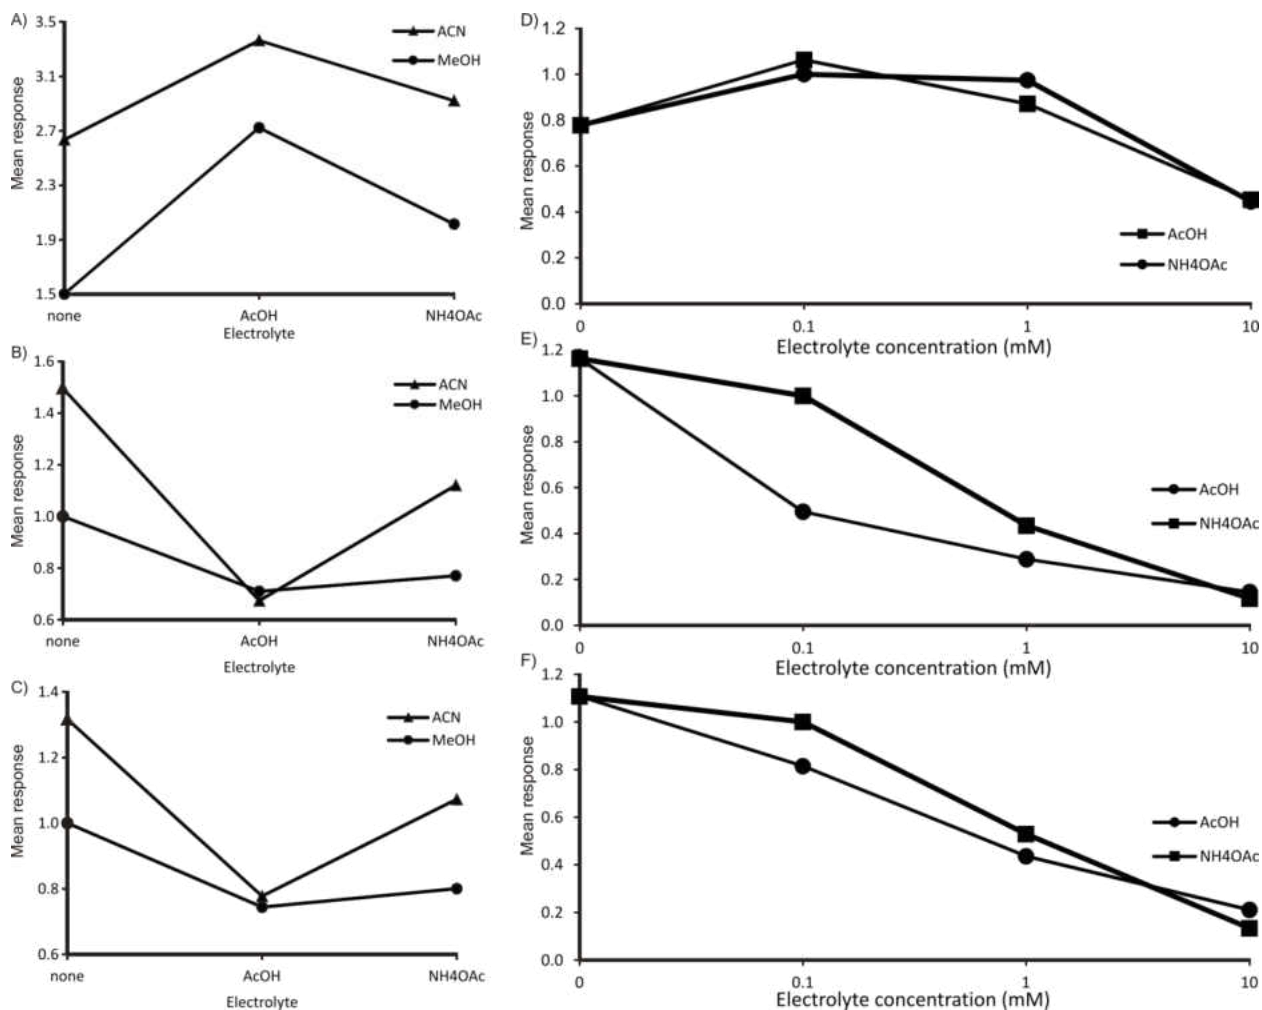 A)
Mean response
3.5
3.1
2.7
2.3
1.9
1.5
ACN
MeOH
none
AcOH
NH4OAc
Electrolyte
B)
Mean response
1.6
1.4
1.2
1.0
0.8
0.6
ACN
MeOH
none
AcOH
NH4OAc
Electrolyte
C)
Mean response
1.4
1.2
1.0
0.8
0.6
ACN
MeOH
none
AcOH
NH4OAc
Electrolyte
D)
Mean response
1.2
1.0
0.8
0.6
0.4
0.2
0.0
AcOH
NH4OAc
0
0.1
1
10
Electrolyte concentration (mM)
E)
Mean response
1.2
1.0
0.8
0.6
0.4
0.2
0.0
AcOH
NH4OAc
0
0.1
1
10
Electrolyte concentration (mM)
F)
Mean response
1.2
1.0
0.8
0.6
0.4
0.2
0.0
AcOH
NH4OAc
0
0.1
1
10
Electrolyte concentration (mM)